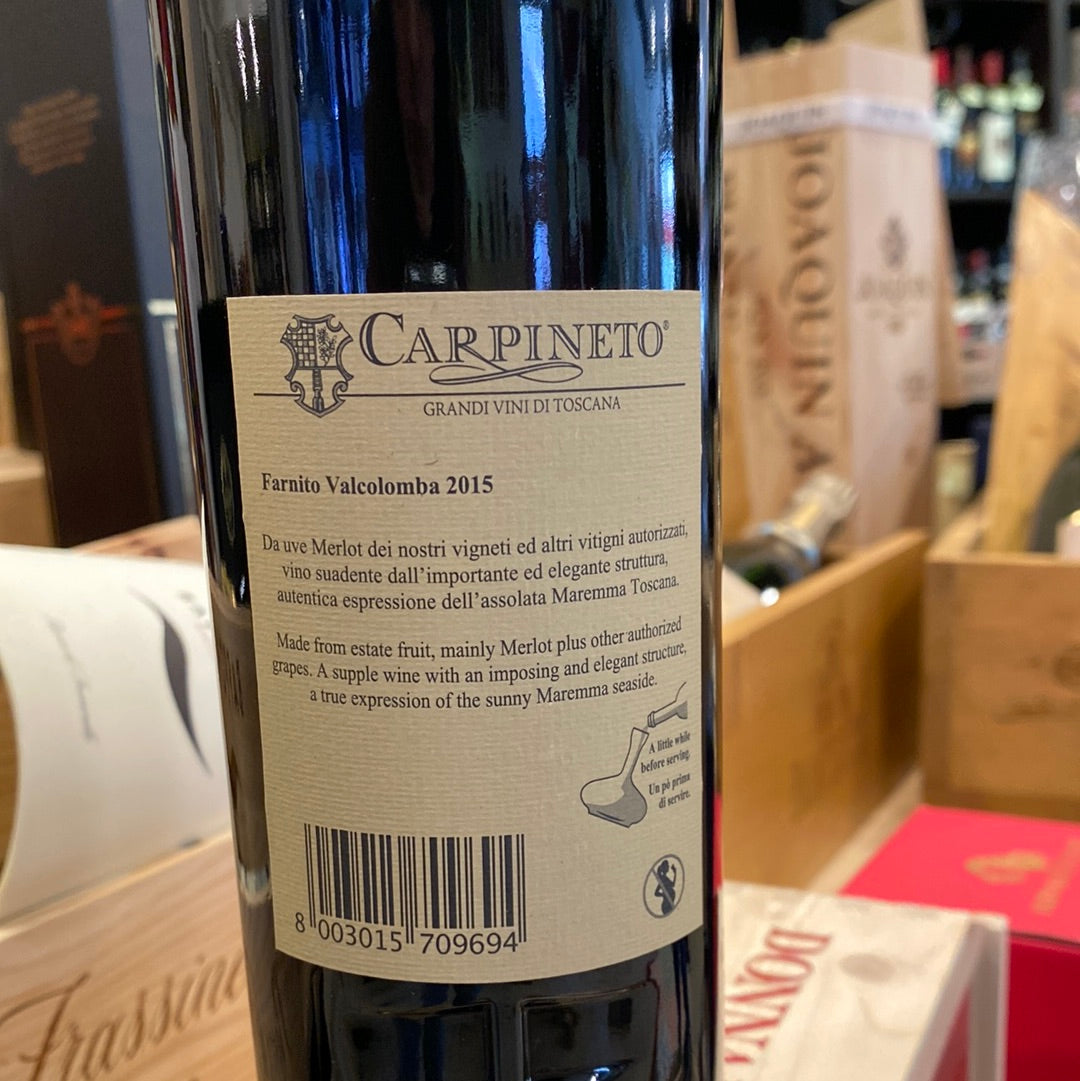 CARPINETO®
GRANDI VINI DI TOSCANA
Farnito Valcolomba 2015
Da uve Merlot dei nostri vigneti ed altri vitigni autorizzati,
vino suadente dall'importante ed elegante struttura,
autentica espressione dell'assolata Maremma Toscana.
Made from estate fruit, mainly Merlot plus other authorized
grapes. A supple wine with an imposing and elegant structure,
a true expression of the sunny Maremma seaside.
A little while
before serving.
Un pò prima
di servire.
8 003015 709694
JOAQUIN
DONNA
Frassine